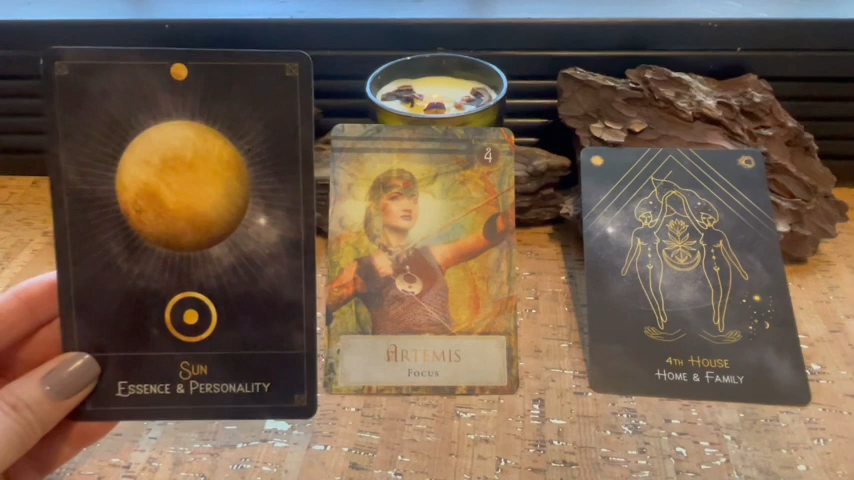 Sun
Essence & Personality
4
Artemis
Focus
4th House
Home & Family